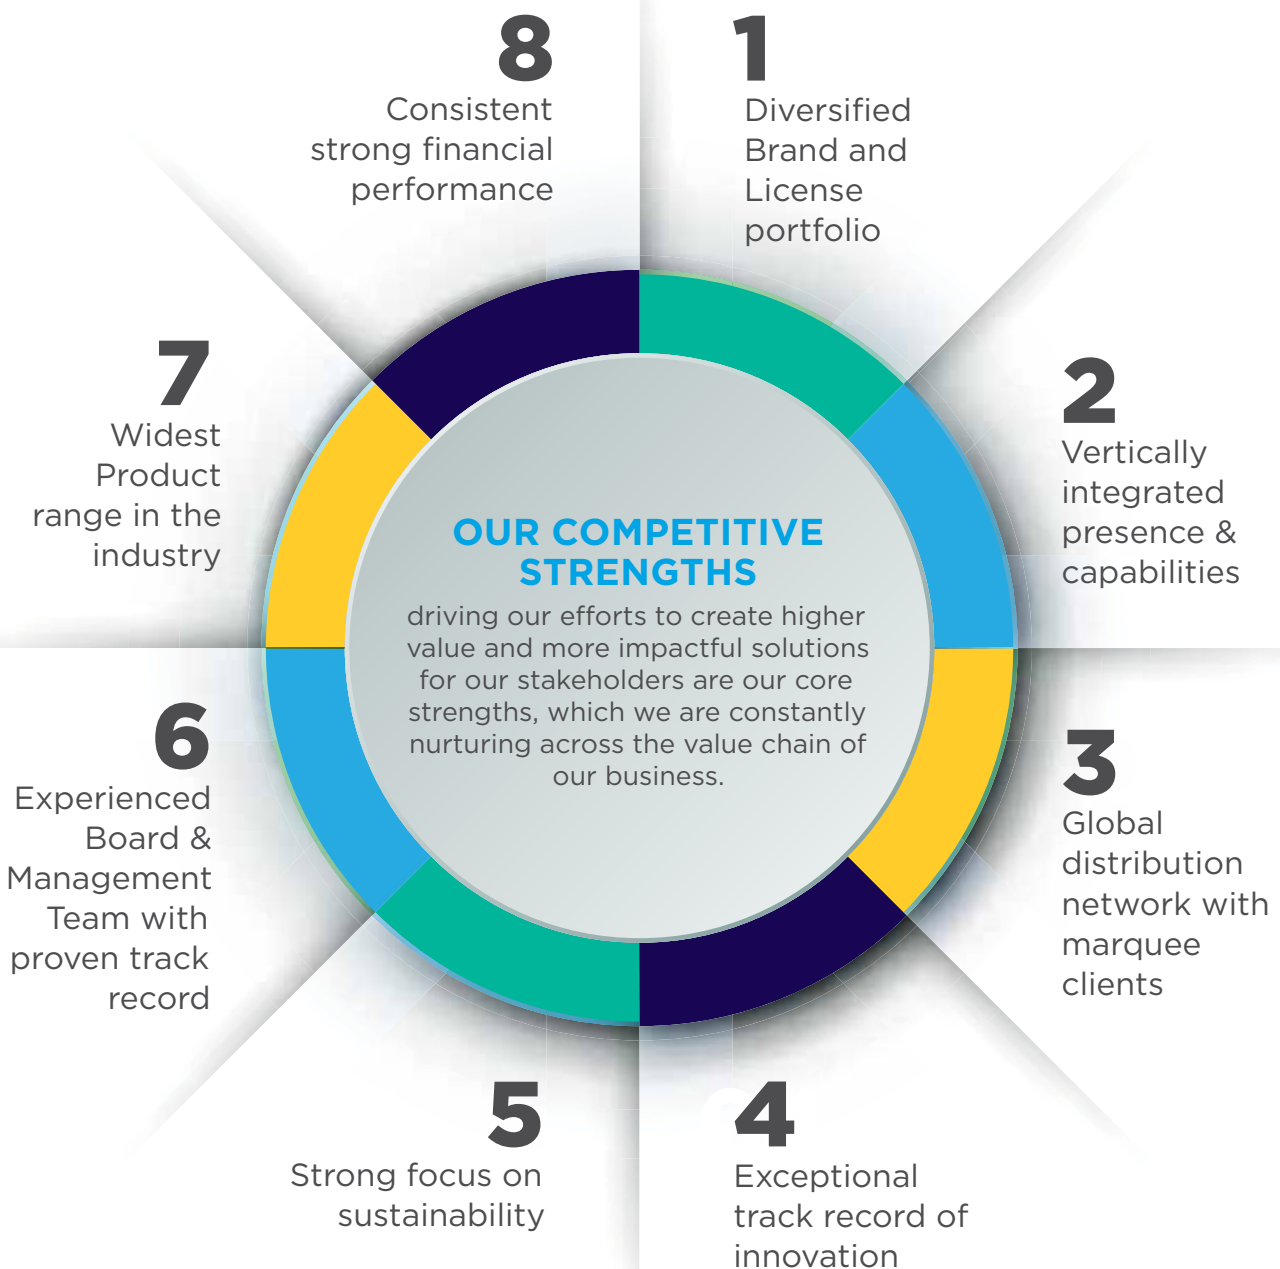 8
Consistent
strong financial
performance
1
Diversified
Brand and
License
portfolio
7
Widest
Product
range in the
industry
2
Vertically
integrated
presence &
capabilities
OUR COMPETITIVE
STRENGTHS
driving our efforts to create higher
value and more impactful solutions
for our stakeholders are our core
strengths, which we are constantly
nurturing across the value chain of
our business.
6
Experienced
Board &
Management
Team with
proven track
record
3
Global
distribution
network with
marquee
clients
5
Strong focus on
sustainability
4
Exceptional
track record of
innovation